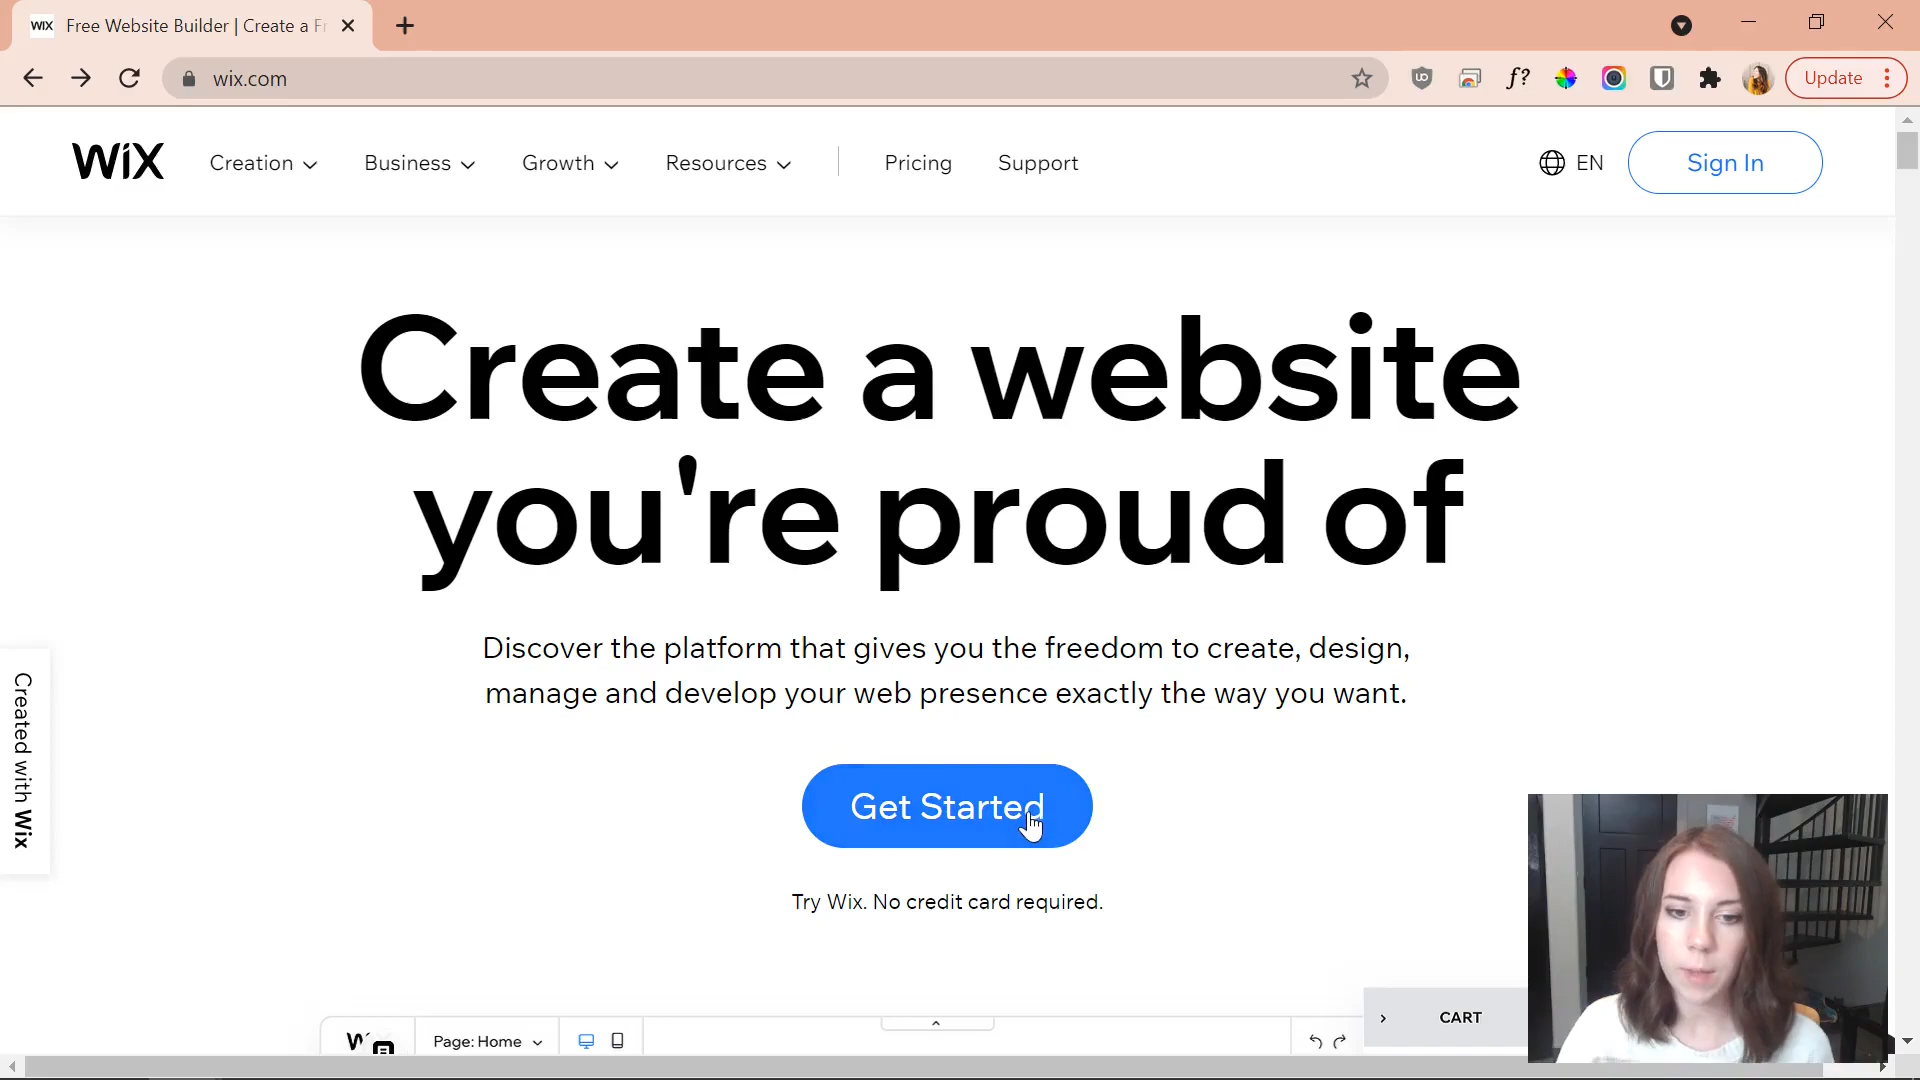 WiX Free Website Builder | Create a Fr
wix.com
f?
Update
WiX
Creation
Business
Growth
Resources
Pricing
Support
EN
Sign In
Create a website
you're proud of
Discover the platform that gives you the freedom to create, design,
manage and develop your web presence exactly the way you want.
Get Started
Try Wix. No credit card required.
Created with Wix
Page: Home
CART